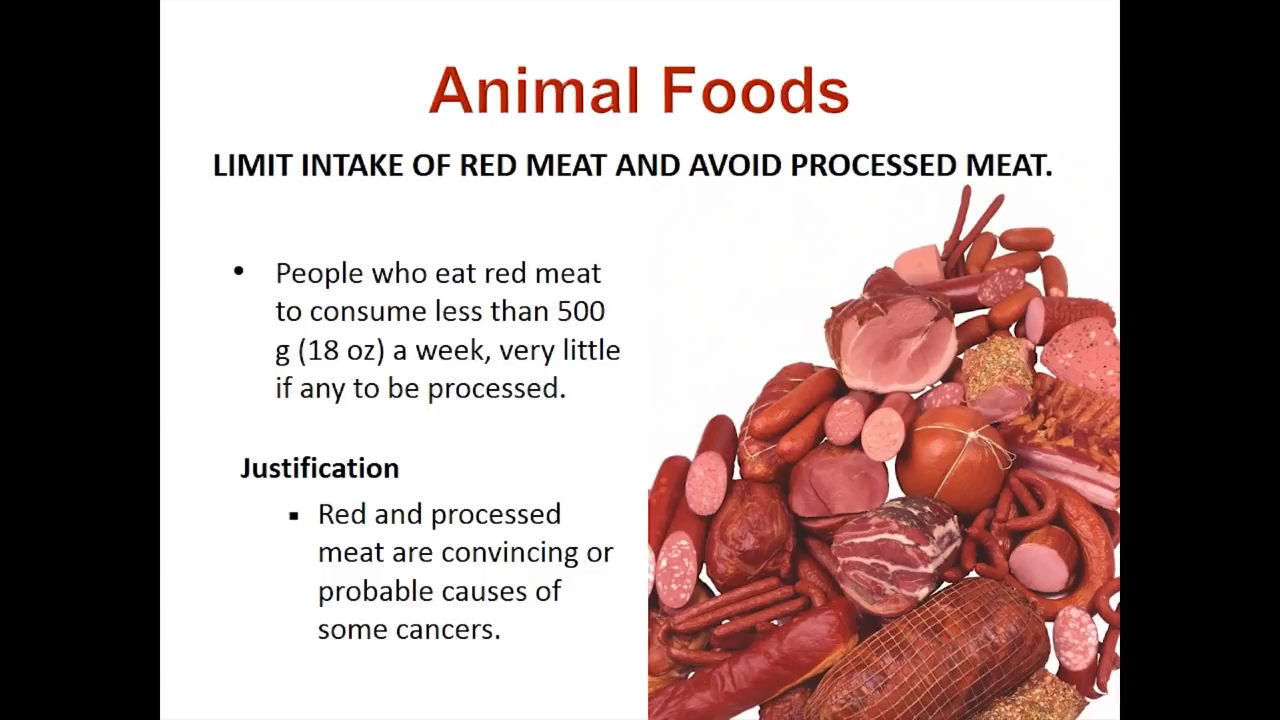 Animal Foods
LIMIT INTAKE OF RED MEAT AND AVOID PROCESSED MEAT.
• People who eat red meat
to consume less than 500
g (18 oz) a week, very little
if any to be processed.
Justification
▪ Red and processed
meat are convincing or
probable causes of
some cancers.